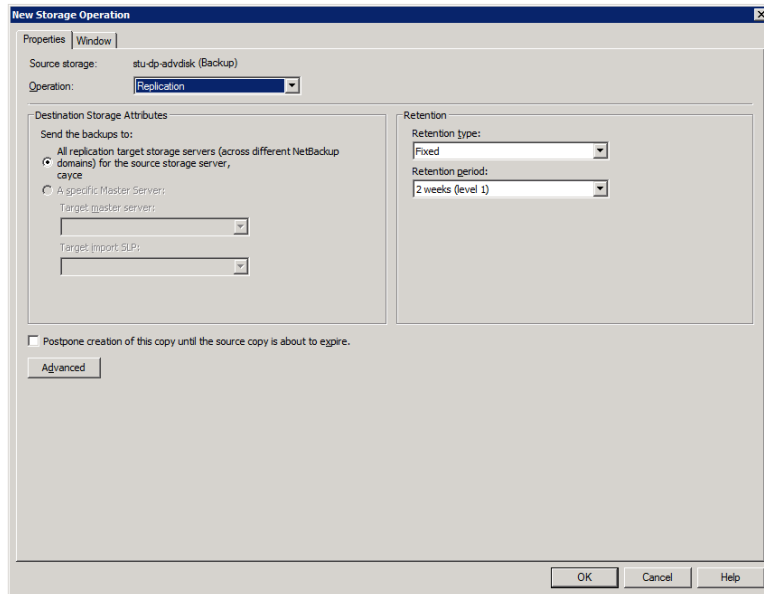 New Storage Operation
Properties Window
Source storage: stu-dp-advdisk (Backup)
Operation: Replication
Destination Storage Attributes
Send the backups to:
All replication target storage servers (across different NetBackup
domains) for the source storage server,
cayce
A specific Master Server:
Target master server:
Target import SLP:
Retention
Retention type:
Fixed
Retention period:
2 weeks (level 1)
Postpone creation of this copy until the source copy is about to expire.
Advanced
OK Cancel Help